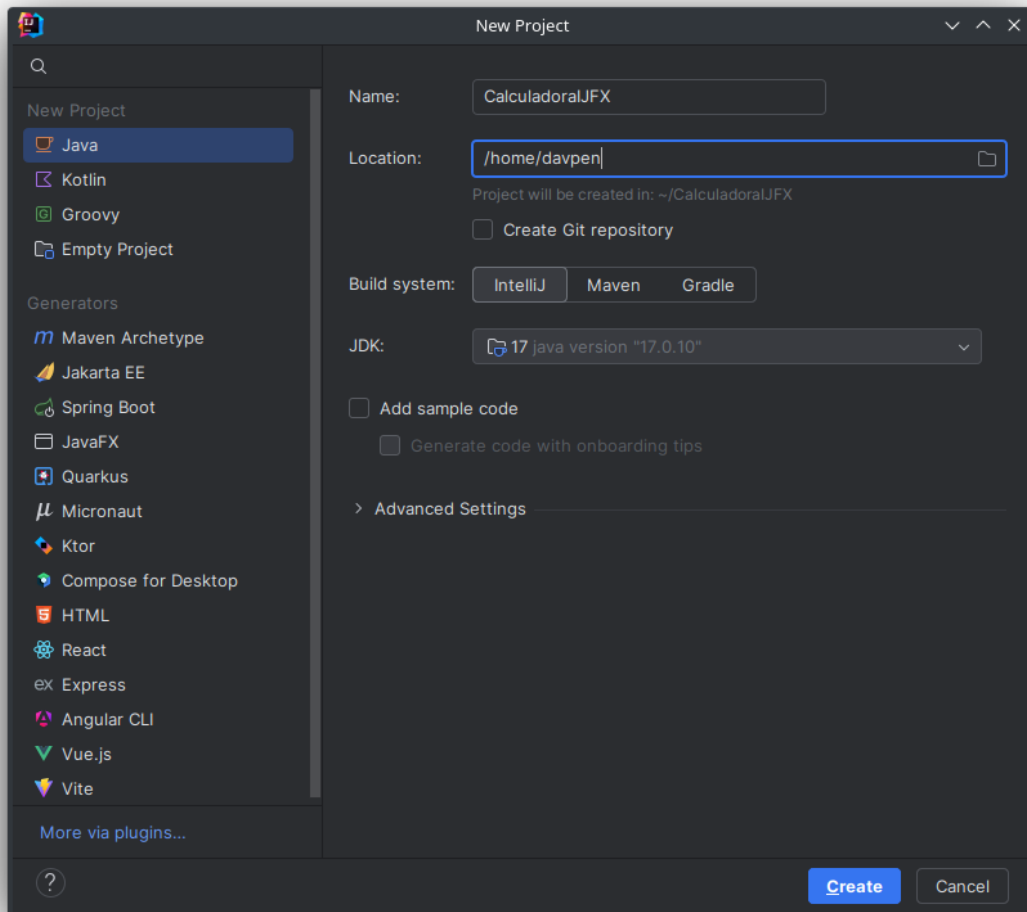 New Project
New Project
Java
Kotlin
Groovy
Empty Project
Generators
Maven Archetype
Jakarta EE
Spring Boot
JavaFX
Quarkus
Micronaut
Ktor
Compose for Desktop
HTML
React
ex Express
Angular CLI
Vue.js
Vite
More via plugins...
Name: CalculadoraIJFX
Location: /home/davpen
Project will be created in: ~/CalculadoraIJFX
Create Git repository
Build system: IntelliJ Maven Gradle
JDK: 17 java version "17.0.10"
Add sample code
Generate code with onboarding tips
Advanced Settings
? Create Cancel